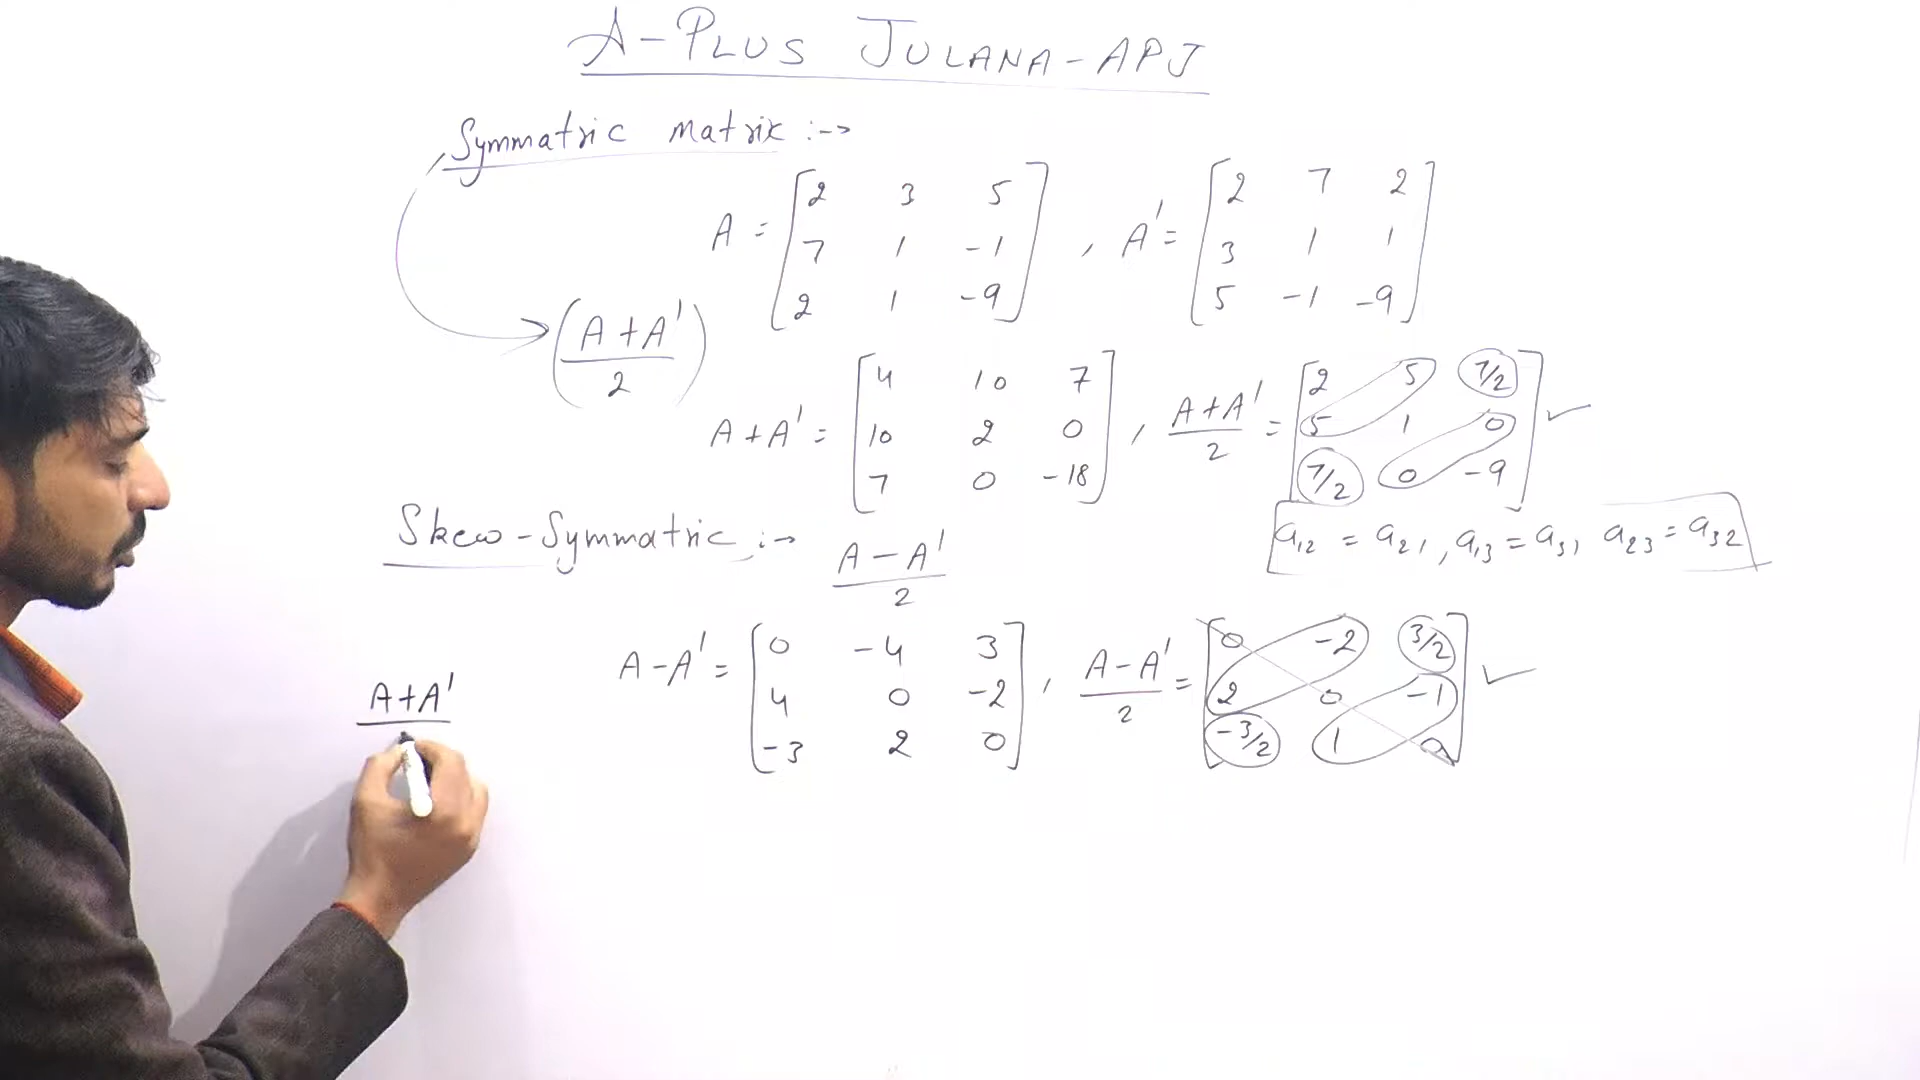 A-PLUS JULANA-APJ
Symmatric matrix :->
A = [2 3 5
7 1 -1
2 1 -9] , A' = [2 7 2
3 1 1
5 -1 -9]
(A+A'/2)
A+A' = [4 10 7
10 2 0
7 0 -18] , A+A'/2 = [2 5 7/2
5 1 0
7/2 0 -9] ✓
a12 = a21, a13 = a31 a23 = a32
Skew-Symmatric :-> A-A'/2
A-A' = [0 -4 3
4 0 -2
-3 2 0] , A-A'/2 = [0 -2 3/2
2 0 -1
-3/2 1 0] ✓
A+A'